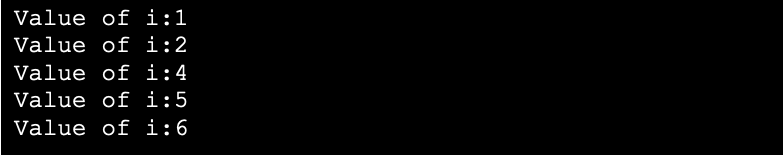 Value of i:1
Value of i:2
Value of i:4
Value of i:5
Value of i:6